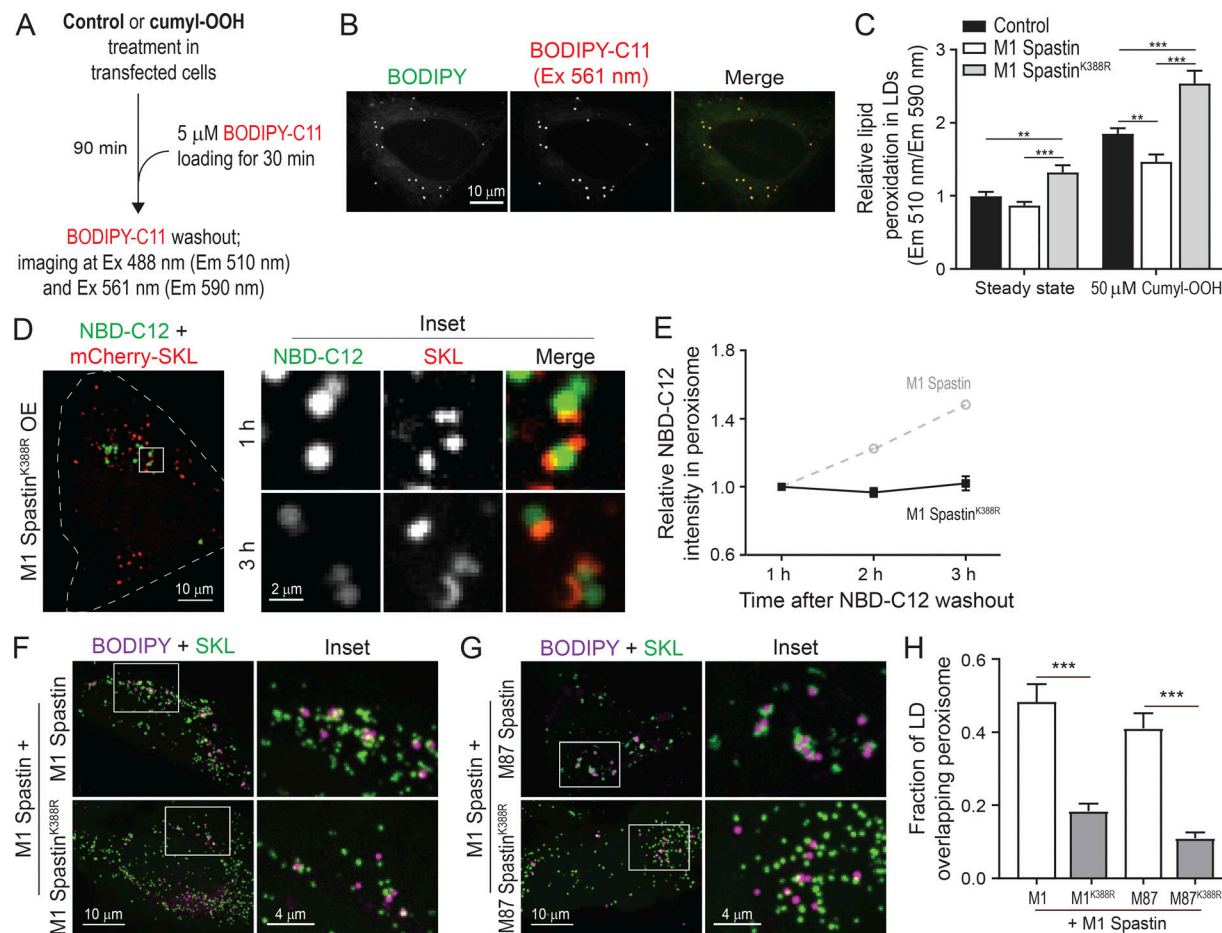 A
Control or cumyl-OOH
treatment in
transfected cells
90 min
5 μM BODIPY-C11
loading for 30 min
BODIPY-C11 washout;
imaging at Ex 488 nm (Em 510 nm)
and Ex 561 nm (Em 590 nm)
B
BODIPY
BODIPY-C11
(Ex 561 nm)
Merge
10 μm
C
Relative lipid
peroxidation in LDs
(Em 510 nm/Em 590 nm)
3
2
1
0
Control
M1 Spastin
M1 SpastinK388R
**
***
**
***
***
Steady state
50 μM Cumyl-OOH
D
NBD-C12 +
mCherry-SKL
M1 SpastinK388R OE
10 μm
Inset
NBD-C12
SKL
Merge
1 h
3 h
2 μm
E
Relative NBD-C12
intensity in peroxisome
1.8
1.4
1.0
0.6
M1 Spastin
M1 SpastinK388R
1 h
2 h
3 h
Time after NBD-C12 washout
F
BODIPY + SKL
Inset
M1 Spastin +
M1 Spastin
M1 SpastinK388R
10 μm
4 μm
G
BODIPY + SKL
Inset
M1 Spastin +
M87 Spastin
M87 SpastinK388R
10 μm
4 μm
H
Fraction of LD
overlapping peroxisome
0.6
0.4
0.2
0
***
***
M1
M1K388R
M87
M87K388R
+ M1 Spastin